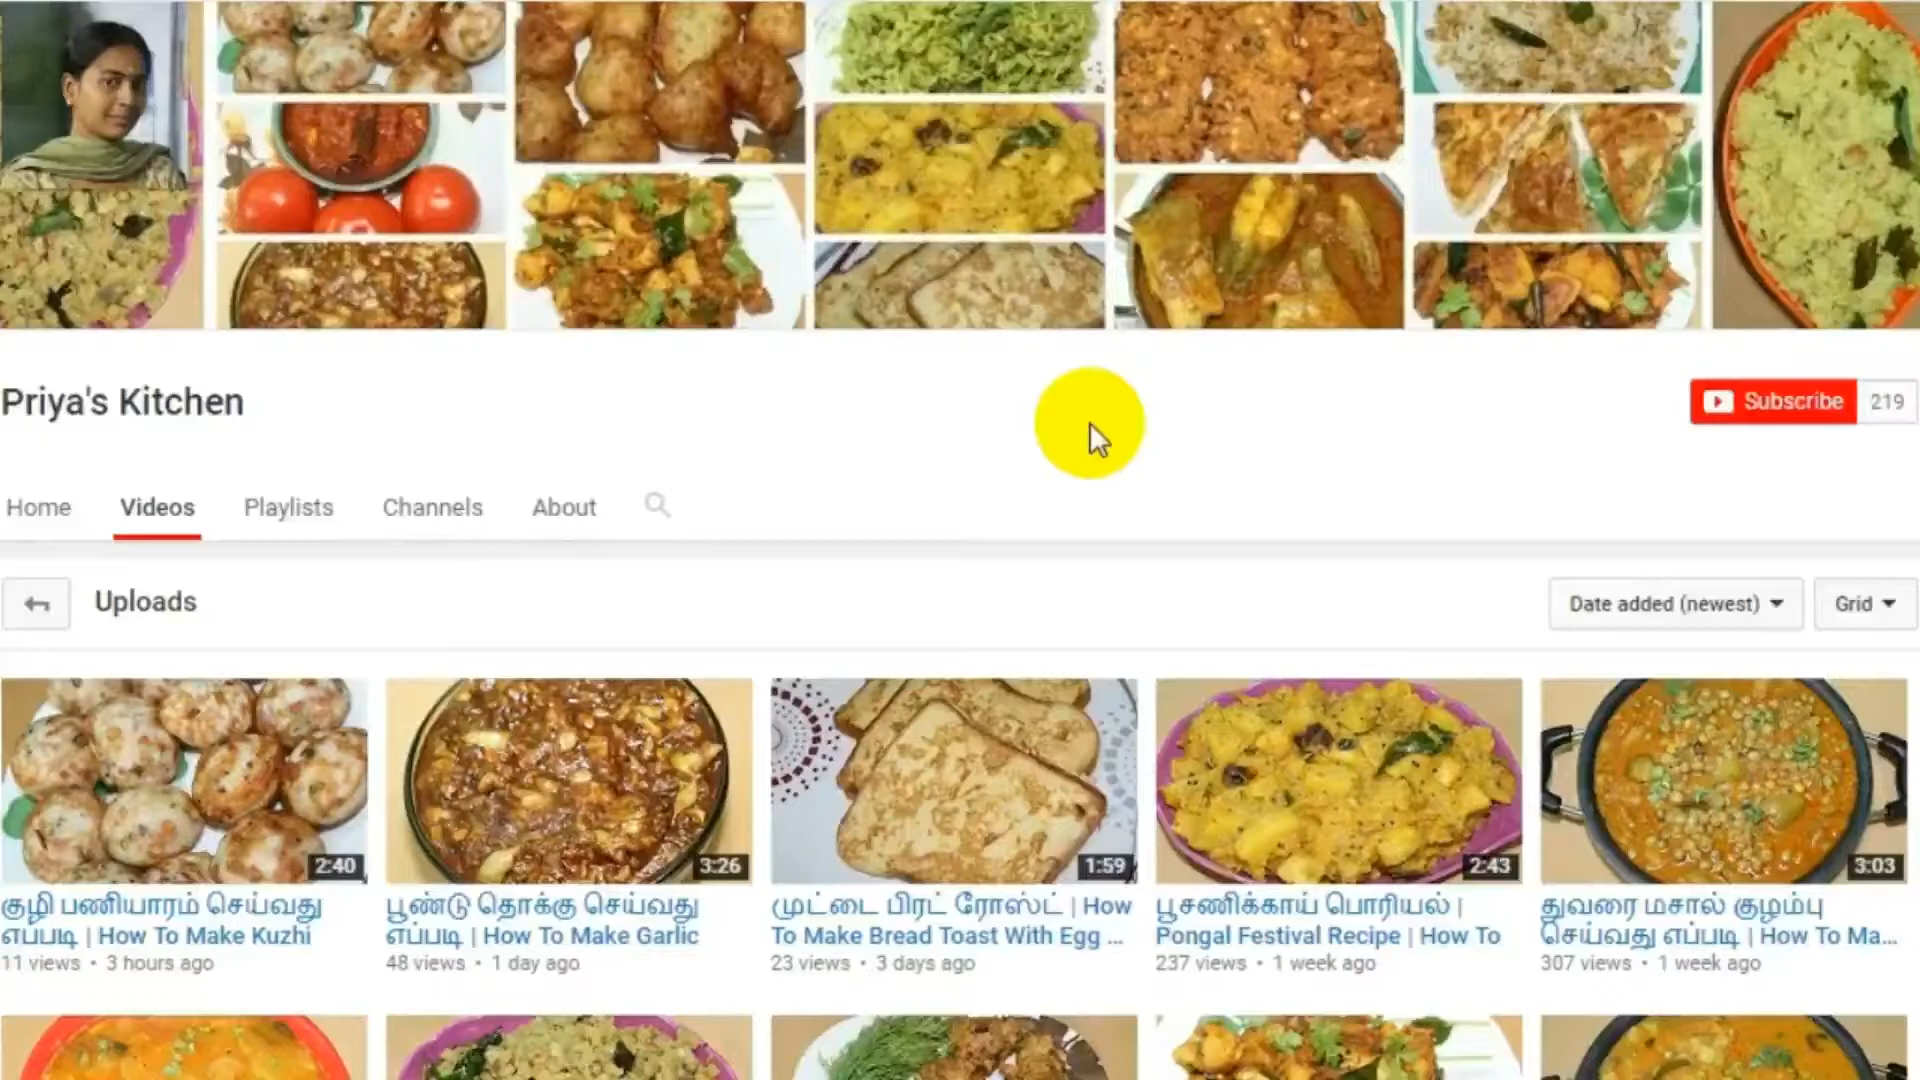 Priya's Kitchen
Subscribe 219
Home Videos Playlists Channels About
Uploads
Date added (newest) Grid
2:40 3:26 1:59 2:43 3:03
குழி பணியாரம் செய்வது
எப்படி | How To Make Kuzhi
11 views • 3 hours ago
பூண்டு தொக்கு செய்வது
எப்படி | How To Make Garlic
48 views • 1 day ago
முட்டை பிரட் ரோஸ்ட் | How
To Make Bread Toast With Egg ...
23 views • 3 days ago
பூசணிக்காய் பொரியல் |
Pongal Festival Recipe | How To
237 views • 1 week ago
துவரை மசால் குழம்பு
செய்வது எப்படி | How To Ma...
307 views • 1 week ago